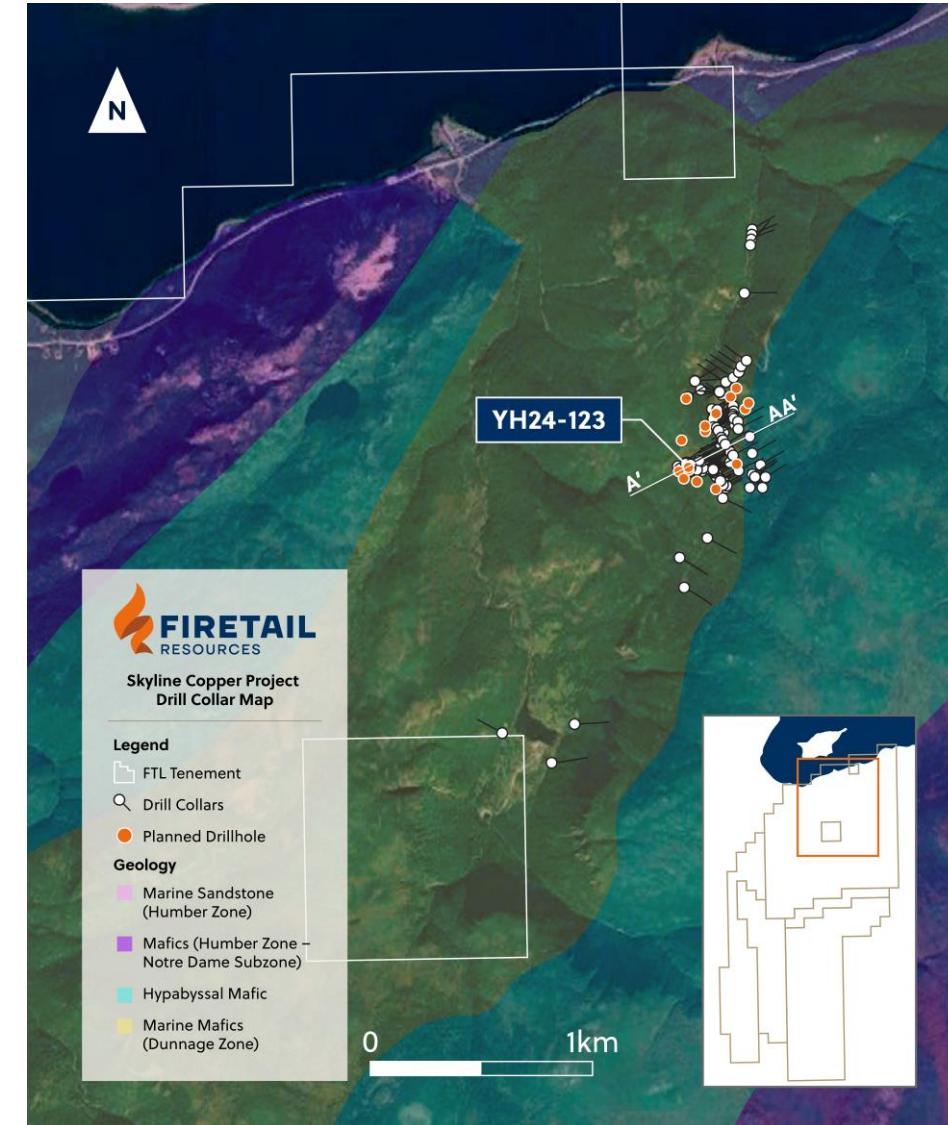 N
YH24-123
AA'
A'
FIRETAIL
RESOURCES
Skyline Copper Project
Drill Collar Map
Legend
FTL Tenement
Drill Collars
Planned Drillhole
Geology
Marine Sandstone
(Humber Zone)
Mafics (Humber Zone –
Notre Dame Subzone)
Hypabyssal Mafic
Marine Mafics
(Dunnage Zone)
0 1km